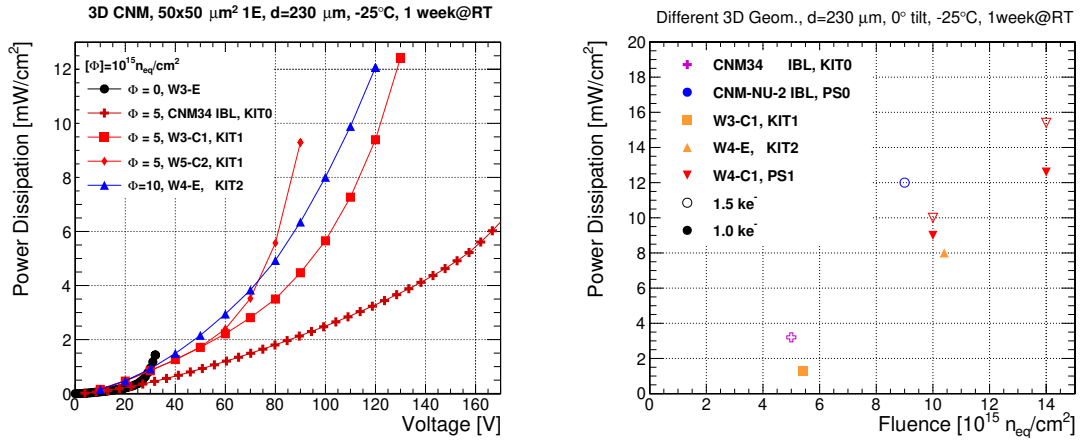 3D CNM, 50x50 μm² 1E, d=230 μm, -25°C, 1 week@RT
Power Dissipation [mW/cm²]
12
10
8
6
4
2
0
[Φ]=10¹⁵n_eq/cm²
Φ = 0, W3-E
Φ = 5, CNM34 IBL, KIT0
Φ = 5, W3-C1, KIT1
Φ = 5, W5-C2, KIT1
Φ=10, W4-E, KIT2
0 20 40 60 80 100 120 140 160
Voltage [V]
Different 3D Geom., d=230 μm, 0° tilt, -25°C, 1week@RT
Power Dissipation [mW/cm²]
20
18
16
14
12
10
8
6
4
2
0
CNM34 IBL, KIT0
CNM-NU-2 IBL, PS0
W3-C1, KIT1
W4-E, KIT2
W4-C1, PS1
1.5 ke⁻
1.0 ke⁻
0 2 4 6 8 10 12 14
Fluence [10¹⁵ n_eq/cm²]